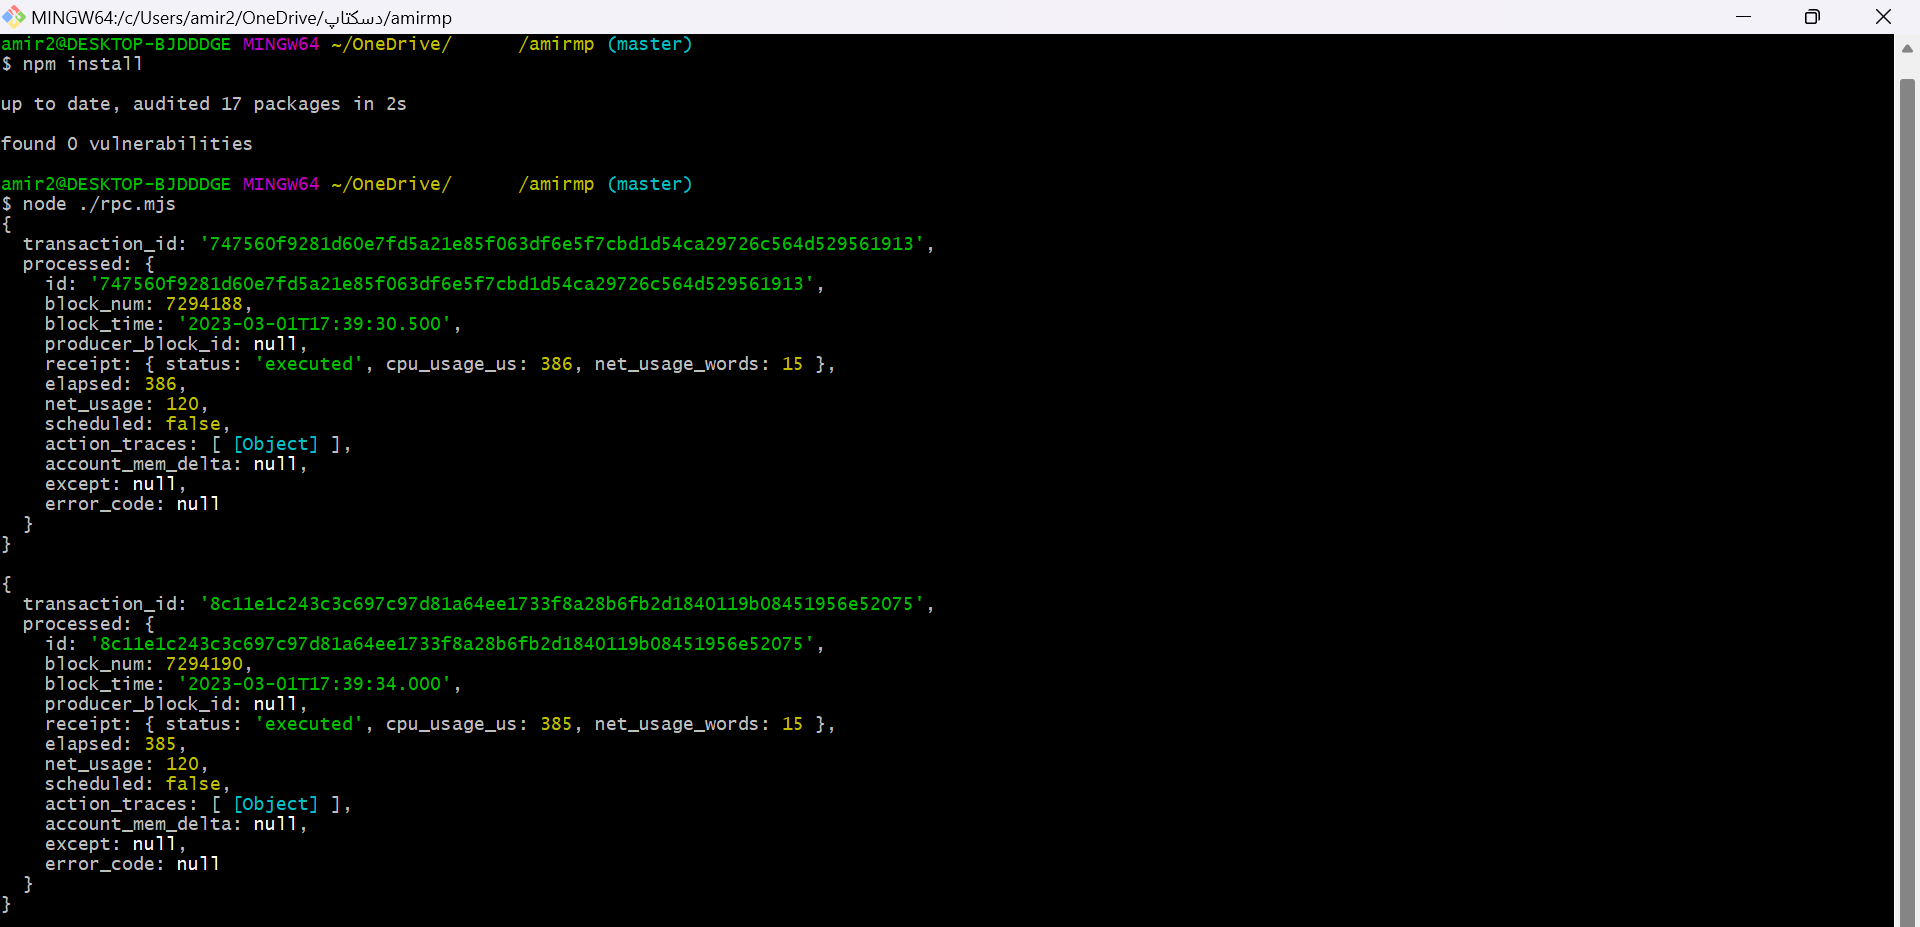 MINGW64:/c/Users/amir2/OneDrive/دسکتاپ/amirmp
amir2@DESKTOP-BJDDDGE MINGW64 ~/OneDrive/      /amirmp (master)
$ npm install
up to date, audited 17 packages in 2s
found 0 vulnerabilities
amir2@DESKTOP-BJDDDGE MINGW64 ~/OneDrive/      /amirmp (master)
$ node ./rpc.mjs
{
  transaction_id: '747560f9281d60e7fd5a21e85f063df6e5f7cbd1d54ca29726c564d529561913',
  processed: {
    id: '747560f9281d60e7fd5a21e85f063df6e5f7cbd1d54ca29726c564d529561913',
    block_num: 7294188,
    block_time: '2023-03-01T17:39:30.500',
    producer_block_id: null,
    receipt: { status: 'executed', cpu_usage_us: 386, net_usage_words: 15 },
    elapsed: 386,
    net_usage: 120,
    scheduled: false,
    action_traces: [ [Object] ],
    account_mem_delta: null,
    except: null,
    error_code: null
  }
}
{
  transaction_id: '8c11e1c243c3c697c97d81a64ee1733f8a28b6fb2d1840119b08451956e52075',
  processed: {
    id: '8c11e1c243c3c697c97d81a64ee1733f8a28b6fb2d1840119b08451956e52075',
    block_num: 7294190,
    block_time: '2023-03-01T17:39:34.000',
    producer_block_id: null,
    receipt: { status: 'executed', cpu_usage_us: 385, net_usage_words: 15 },
    elapsed: 385,
    net_usage: 120,
    scheduled: false,
    action_traces: [ [Object] ],
    account_mem_delta: null,
    except: null,
    error_code: null
  }
}